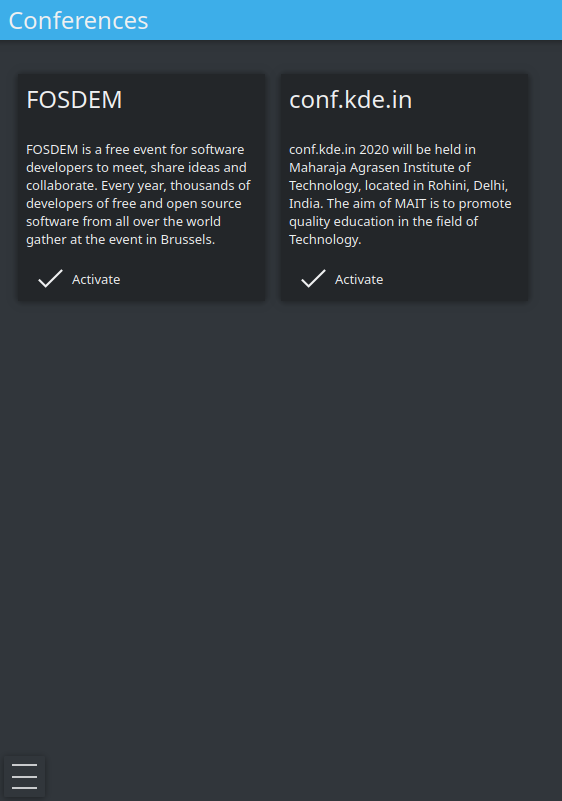 Conferences
FOSDEM
FOSDEM is a free event for software
developers to meet, share ideas and
collaborate. Every year, thousands of
developers of free and open source
software from all over the world
gather at the event in Brussels.
Activate
conf.kde.in
conf.kde.in 2020 will be held in
Maharaja Agrasen Institute of
Technology, located in Rohini, Delhi,
India. The aim of MAIT is to promote
quality education in the field of
Technology.
Activate